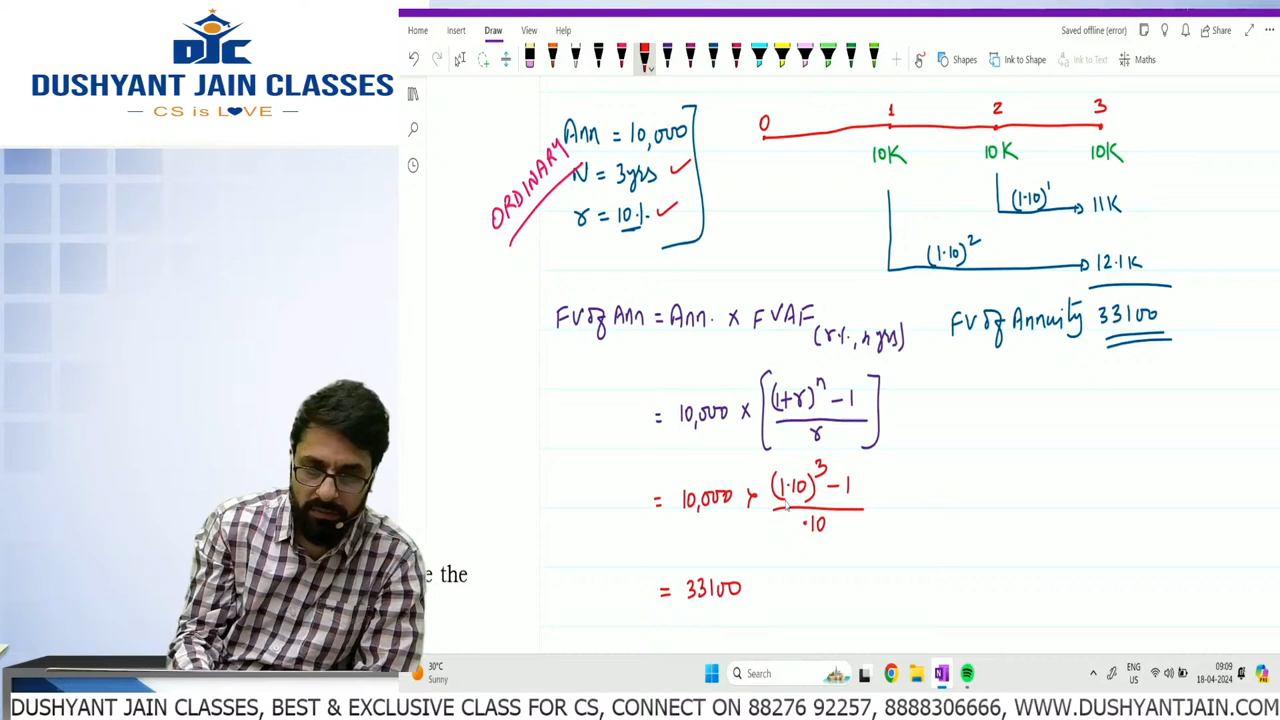 DJC
DUSHYANT JAIN CLASSES
CS is LOVE
Home Insert Draw View Help
Saved offline (error)
Share
Shapes
Ink to Shape
Ink to Text
Maths
ORDINARY
Ann = 10,000
N = 3yrs
r = 10%
0 1 2 3
10K 10K 10K
(1.10)^1 11K
(1.10)^2 12.1K
FV of Annuity 33100
FV of Ann = Ann. × FVAF (r%, n yrs)
= 10,000 × [(1+r)^n - 1 / r]
= 10,000 × (1.10)^3 - 1 / .10
= 33100
e the
30°C
Sunny
Search
ENG
US
09:09
18-04-2024
DUSHYANT JAIN CLASSES, BEST & EXCLUSIVE CLASS FOR CS, CONNECT ON 88276 92257, 8888306666, WWW.DUSHYANTJAIN.COM